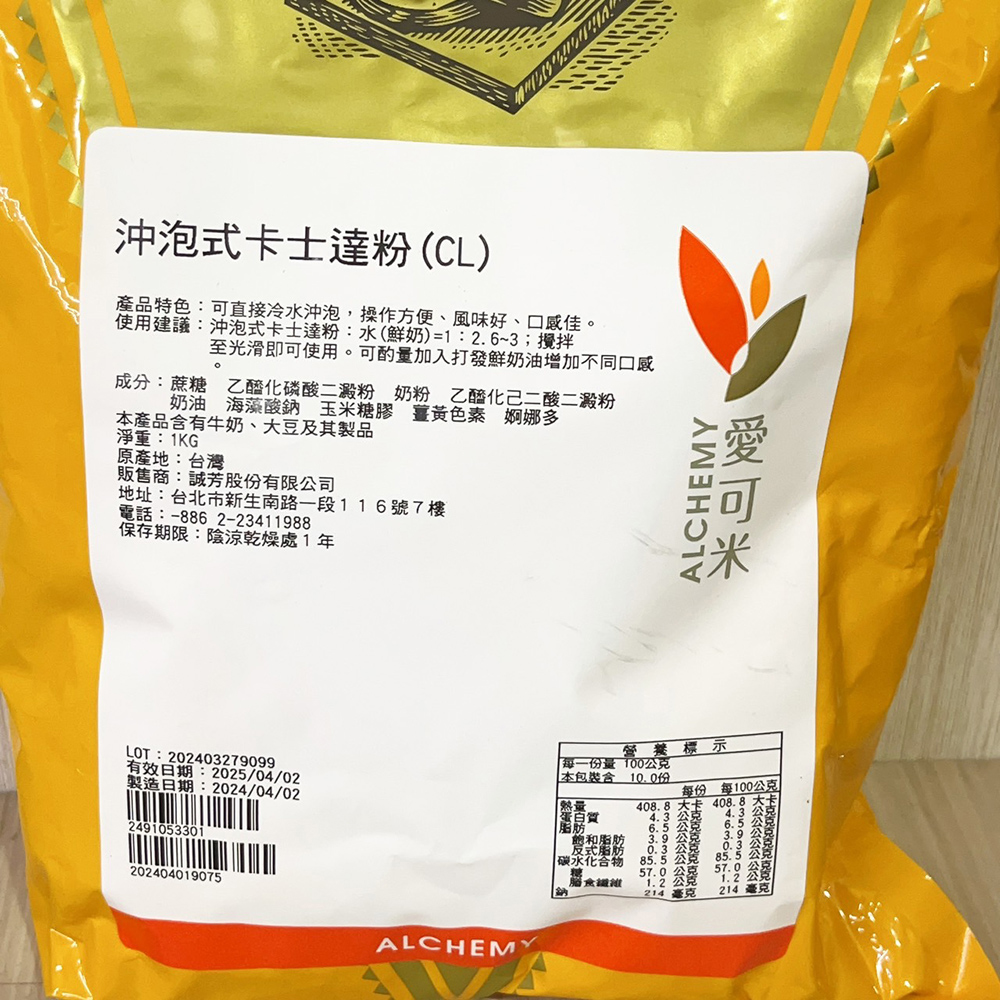 沖泡式卡士達粉(CL)
產品特色：可直接冷水沖泡，操作方便、風味好、口感佳。
使用建議：沖泡式卡士達粉：水(鮮奶)=1：2.6~3；攪拌
至光滑即可使用。可酌量加入打發鮮奶油增加不同口感
。
成分：蔗糖　乙醯化磷酸二澱粉　奶粉　乙醯化己二酸二澱粉
奶油　海藻酸鈉　玉米糖膠　薑黃色素　婀娜多
本產品含有牛奶、大豆及其製品
淨重：1KG
原產地：台灣
販售商：誠芳股份有限公司
地址：台北市新生南路一段１１６號７樓
電話：-886 2-23411988
保存期限：陰涼乾燥處１年
ALCHEMY
愛可米
LOT：202403279099
有效日期：2025/04/02
製造日期：2024/04/02
2491053301
202404019075
營養標示
每一份量 100公克
本包裝含 10.0份
每份 每100公克
熱量 408.8 大卡 408.8 大卡
蛋白質 4.3 公克 4.3 公克
脂肪 6.5 公克 6.5 公克
飽和脂肪 3.9 公克 3.9 公克
反式脂肪 0.3 公克 0.3 公克
碳水化合物 85.5 公克 85.5 公克
糖 57.0 公克 57.0 公克
膳食纖維 1.2 公克 1.2 公克
鈉 214 毫克 214 毫克
ALCHEMY